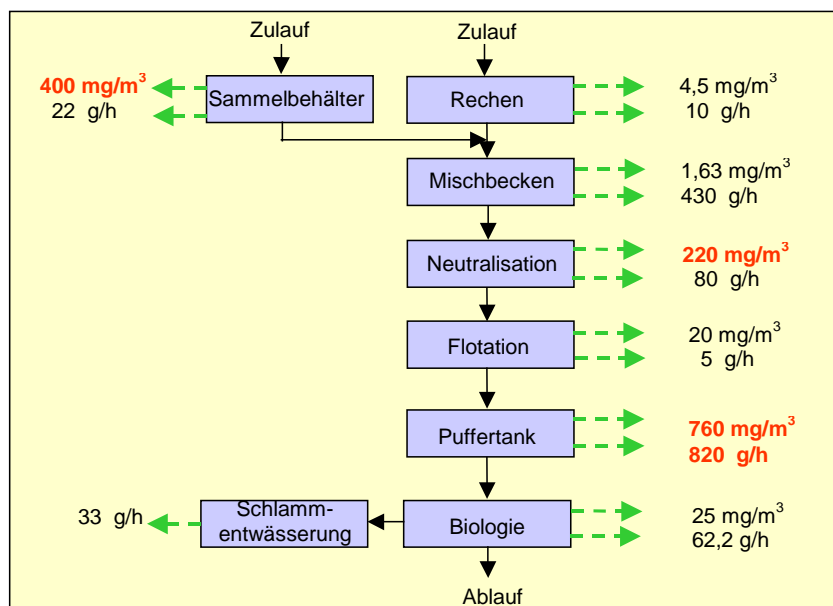 Zulauf Zulauf
400 mg/m³ Sammelbehälter Rechen 4,5 mg/m³
22 g/h 10 g/h
Mischbecken 1,63 mg/m³
430 g/h
Neutralisation 220 mg/m³
80 g/h
Flotation 20 mg/m³
5 g/h
Puffertank 760 mg/m³
820 g/h
33 g/h Schlamm-
entwässerung Biologie 25 mg/m³
62,2 g/h
Ablauf